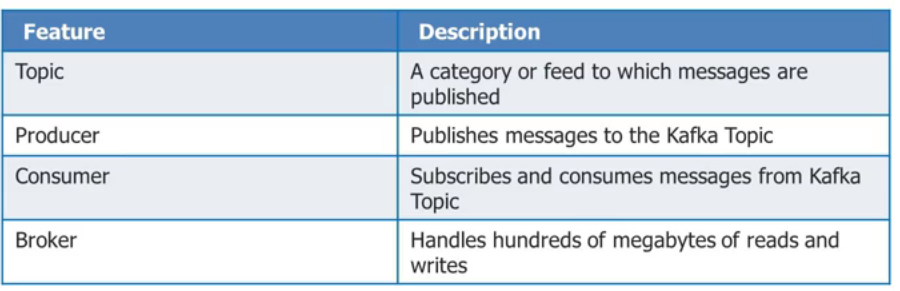 Feature Description
Topic A category or feed to which messages are
published
Producer Publishes messages to the Kafka Topic
Consumer Subscribes and consumes messages from Kafka
Topic
Broker Handles hundreds of megabytes of reads and
writes